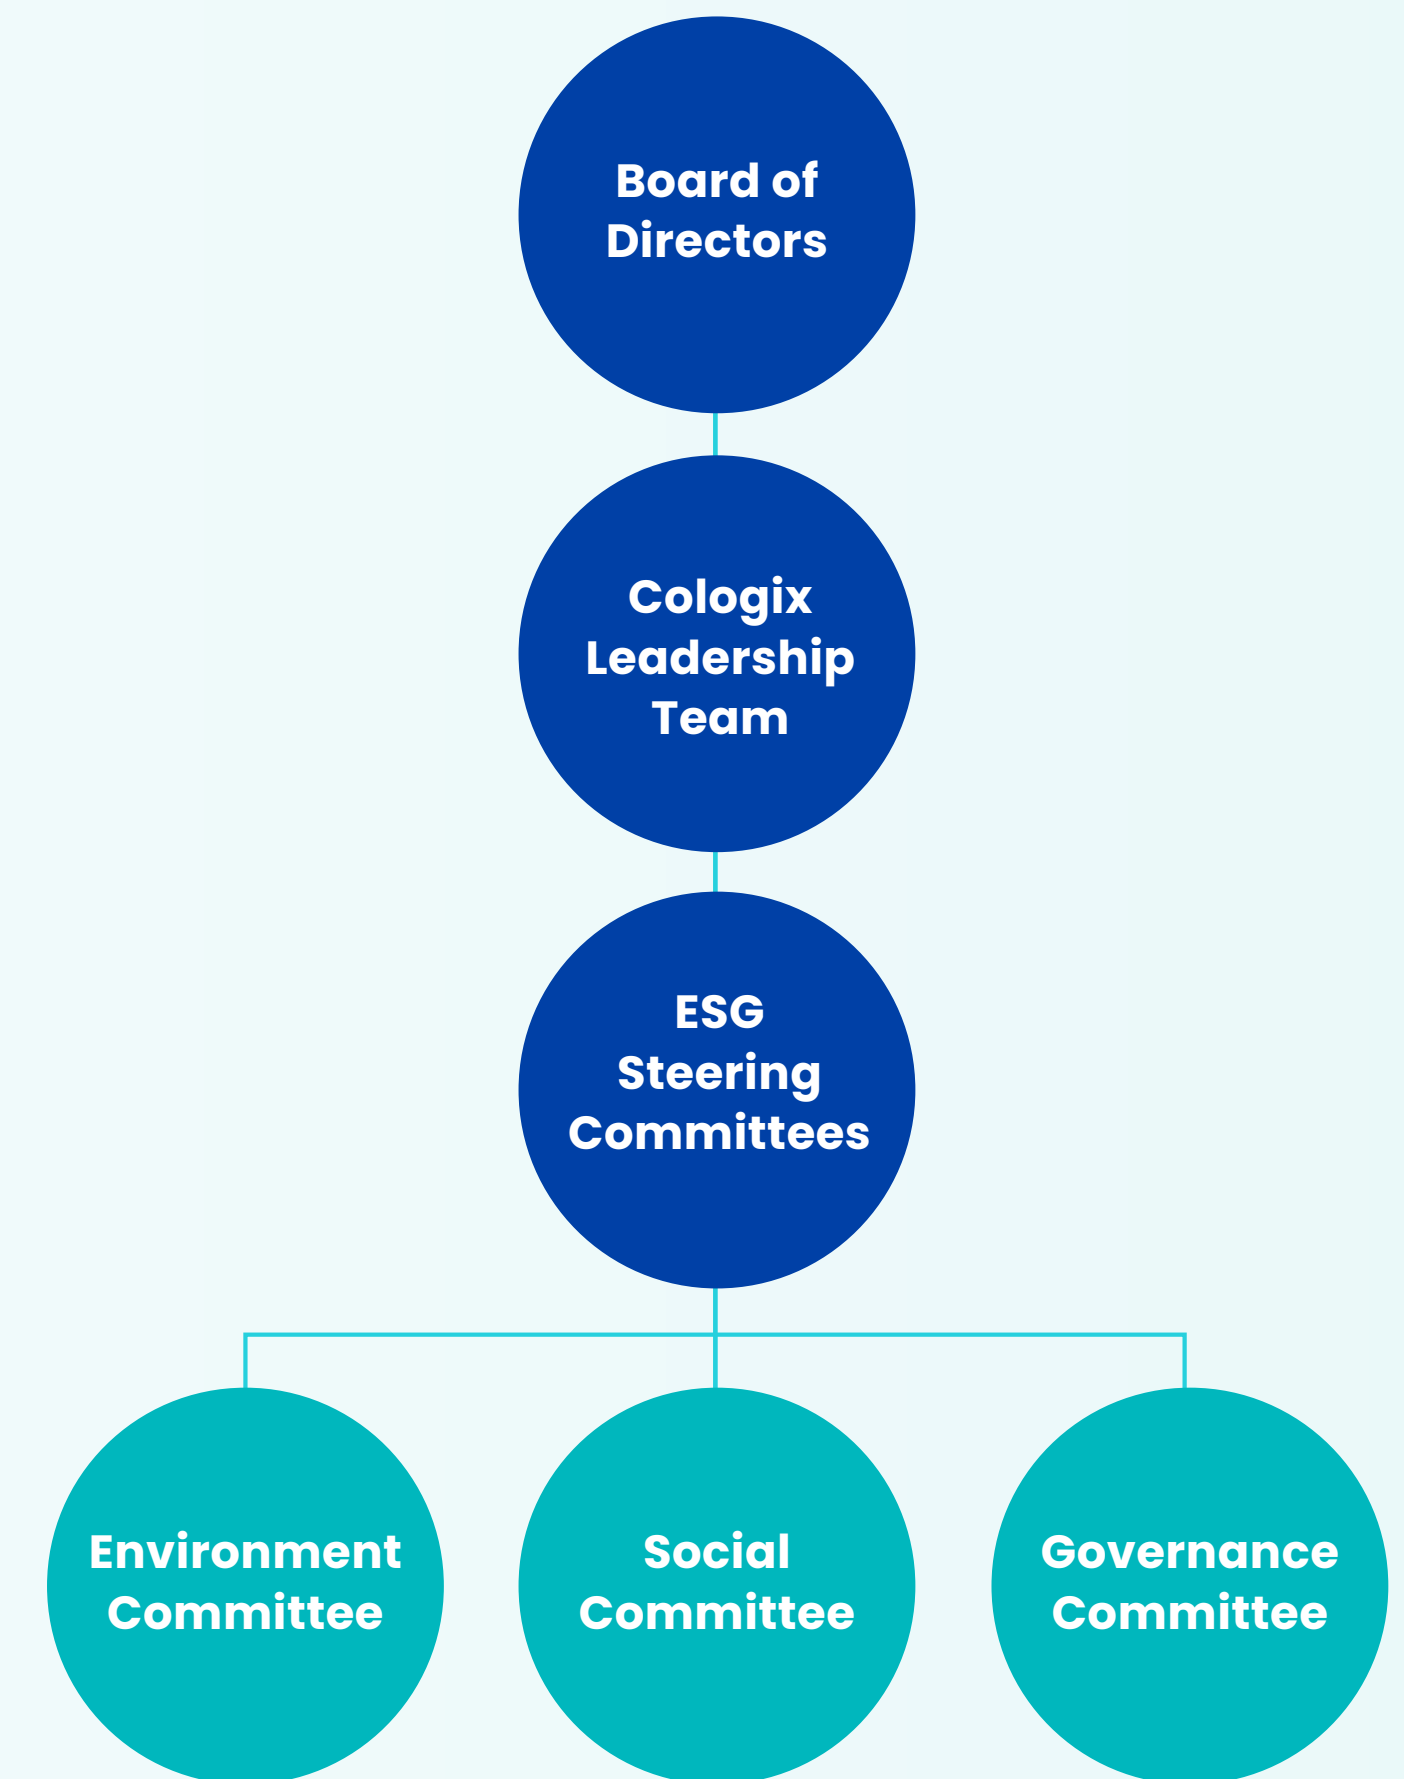 Board of
Directors
Cologix
Leadership
Team
ESG
Steering
Committees
Environment
Committee
Social
Committee
Governance
Committee